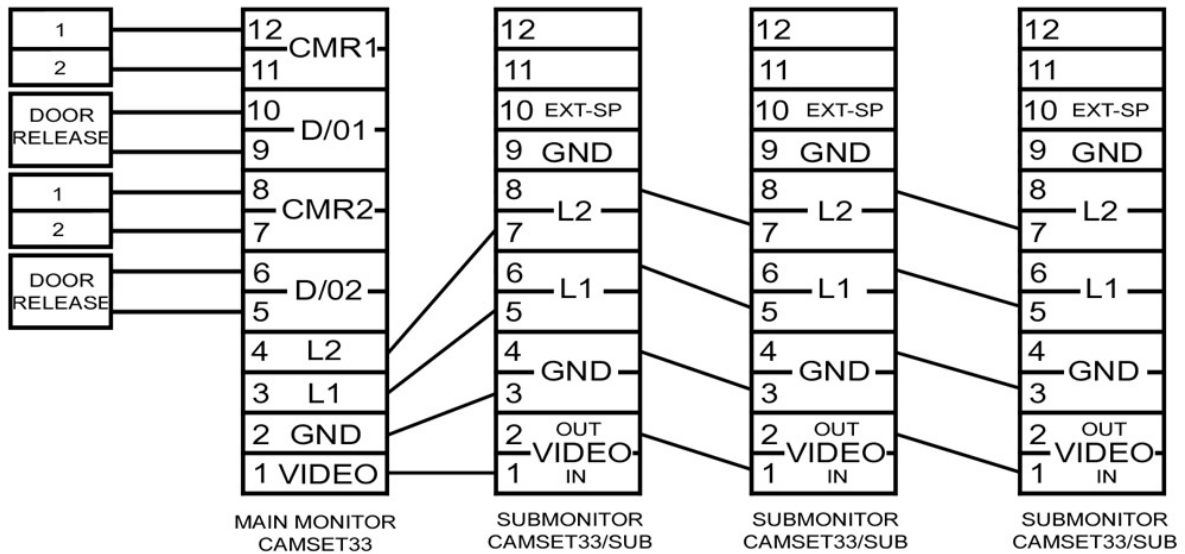 1
2
DOOR
RELEASE
1
2
DOOR
RELEASE
12
CMR1
11
10
D/01
9
8
CMR2
7
6
D/02
5
4 L2
3 L1
2 GND
1 VIDEO
MAIN MONITOR
CAMSET33
12
11
10 EXT-SP
9 GND
8
L2
7
6
L1
5
4
GND
3
2 OUT
VIDEO
1 IN
SUBMONITOR
CAMSET33/SUB
12
11
10 EXT-SP
9 GND
8
L2
7
6
L1
5
4
GND
3
2 OUT
VIDEO
1 IN
SUBMONITOR
CAMSET33/SUB
12
11
10 EXT-SP
9 GND
8
L2
7
6
L1
5
4
GND
3
2 OUT
VIDEO
1 IN
SUBMONITOR
CAMSET33/SUB